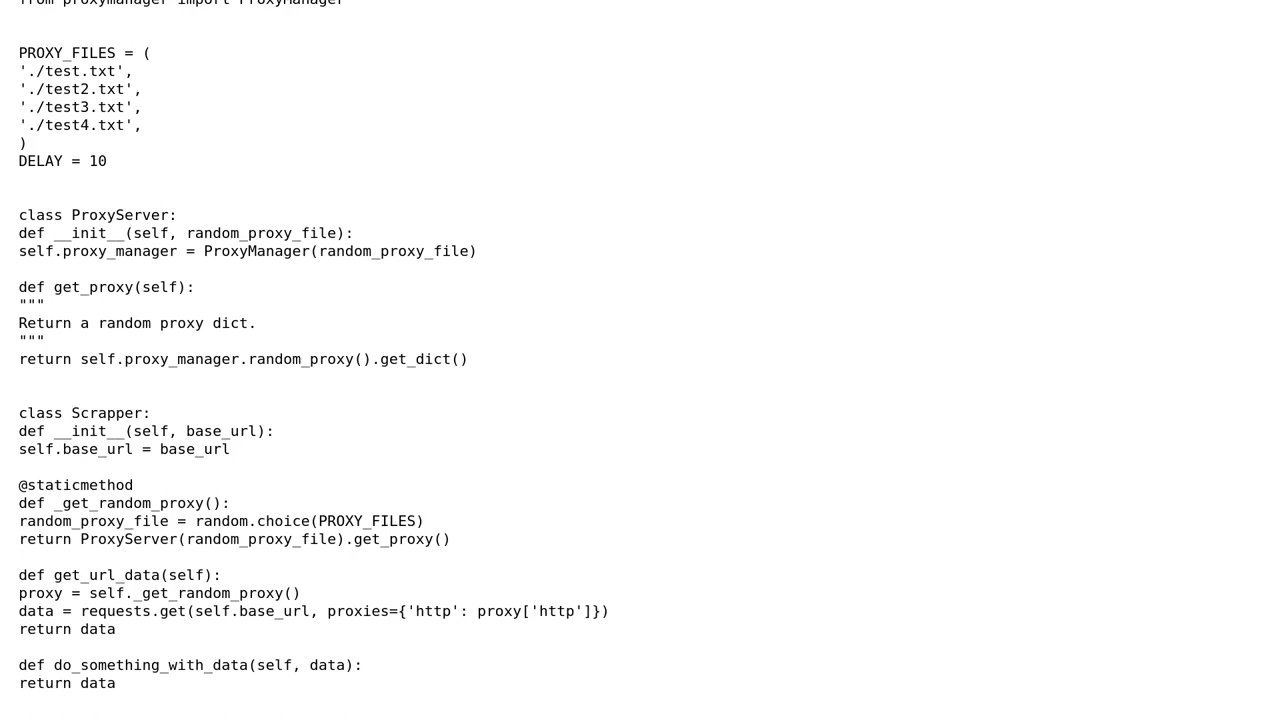 from proxymanager import ProxyManager
PROXY_FILES = (
'./test.txt',
'./test2.txt',
'./test3.txt',
'./test4.txt',
)
DELAY = 10
class ProxyServer:
def __init__(self, random_proxy_file):
self.proxy_manager = ProxyManager(random_proxy_file)
def get_proxy(self):
"""
Return a random proxy dict.
"""
return self.proxy_manager.random_proxy().get_dict()
class Scrapper:
def __init__(self, base_url):
self.base_url = base_url
@staticmethod
def _get_random_proxy():
random_proxy_file = random.choice(PROXY_FILES)
return ProxyServer(random_proxy_file).get_proxy()
def get_url_data(self):
proxy = self._get_random_proxy()
data = requests.get(self.base_url, proxies={'http': proxy['http']})
return data
def do_something_with_data(self, data):
return data